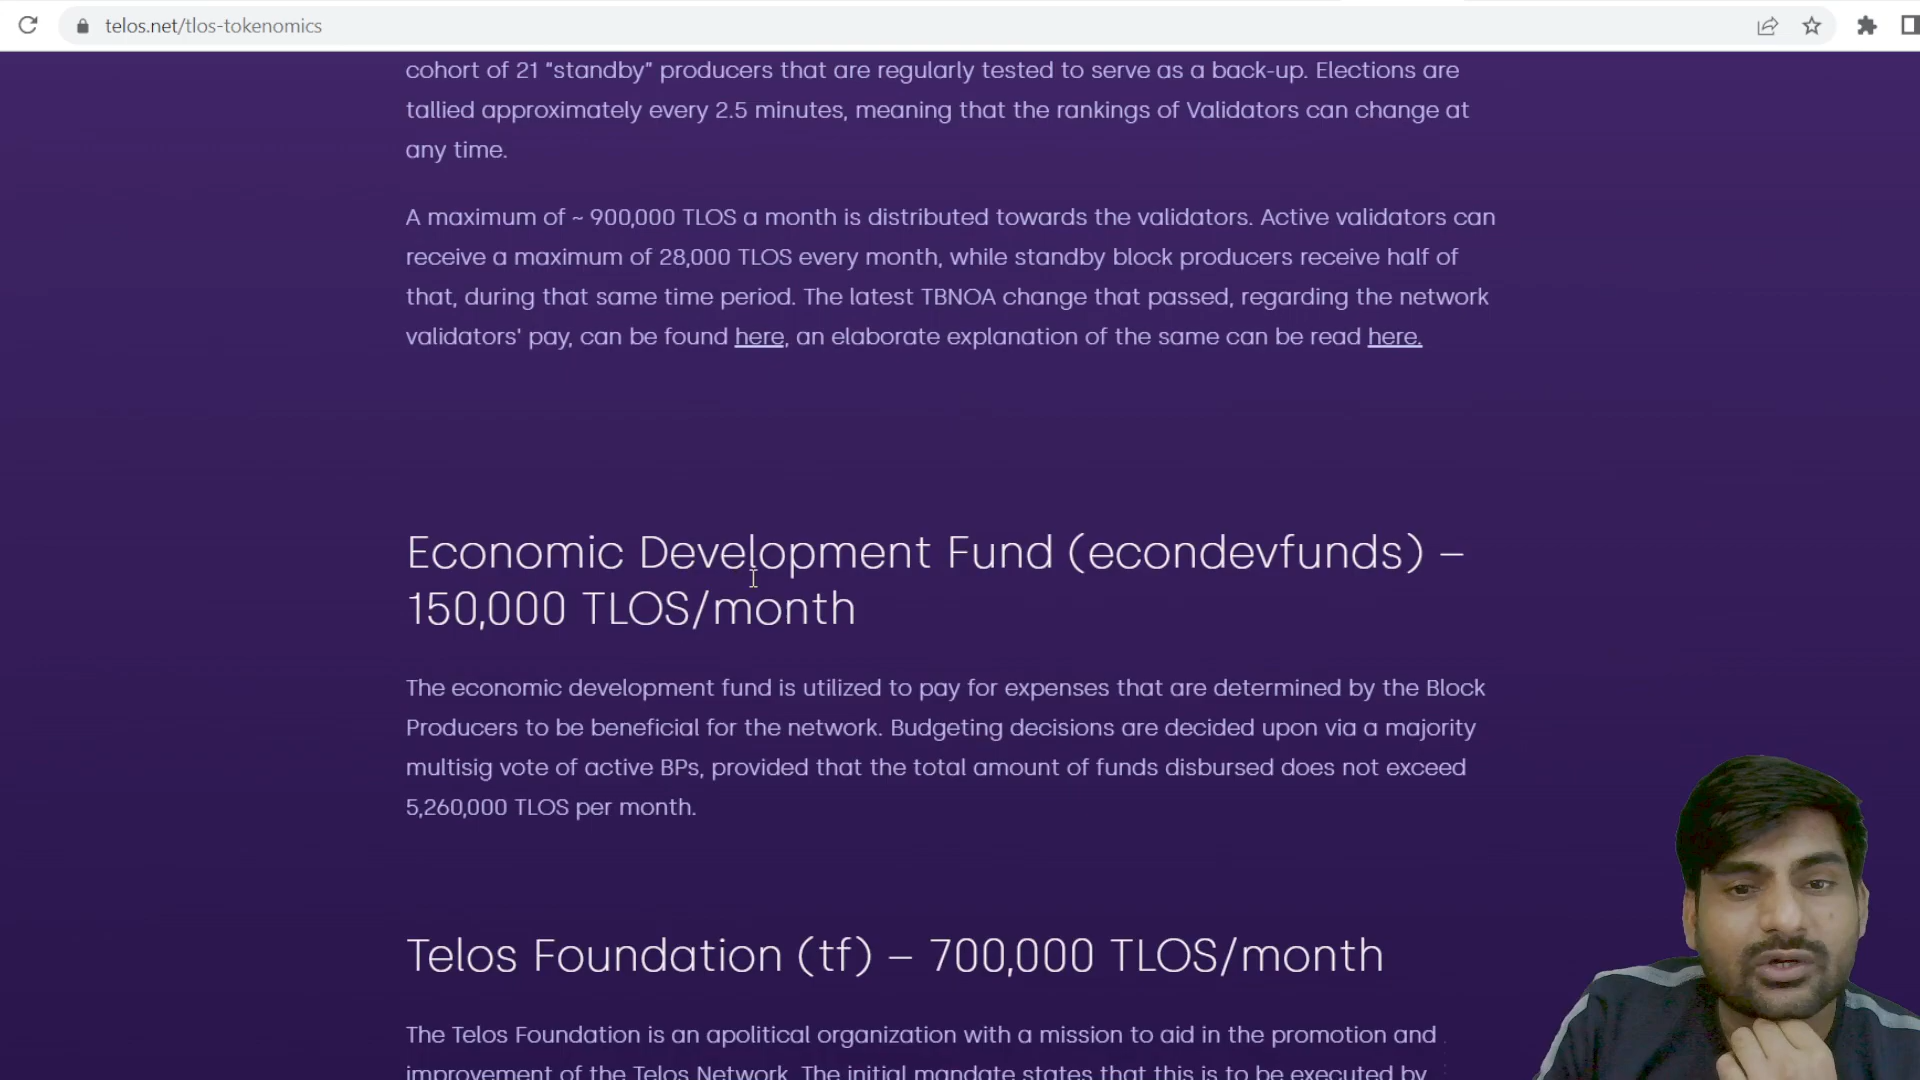 telos.net/tlos-tokenomics
cohort of 21 “standby” producers that are regularly tested to serve as a back-up. Elections are
tallied approximately every 2.5 minutes, meaning that the rankings of Validators can change at
any time.
A maximum of ~ 900,000 TLOS a month is distributed towards the validators. Active validators can
receive a maximum of 28,000 TLOS every month, while standby block producers receive half of
that, during that same time period. The latest TBNOA change that passed, regarding the network
validators' pay, can be found here, an elaborate explanation of the same can be read here.
Economic Development Fund (econdevfunds) –
150,000 TLOS/month
The economic development fund is utilized to pay for expenses that are determined by the Block
Producers to be beneficial for the network. Budgeting decisions are decided upon via a majority
multisig vote of active BPs, provided that the total amount of funds disbursed does not exceed
5,260,000 TLOS per month.
Telos Foundation (tf) – 700,000 TLOS/month
The Telos Foundation is an apolitical organization with a mission to aid in the promotion and
improvement of the Telos Network. The initial mandate states that this is to be executed by